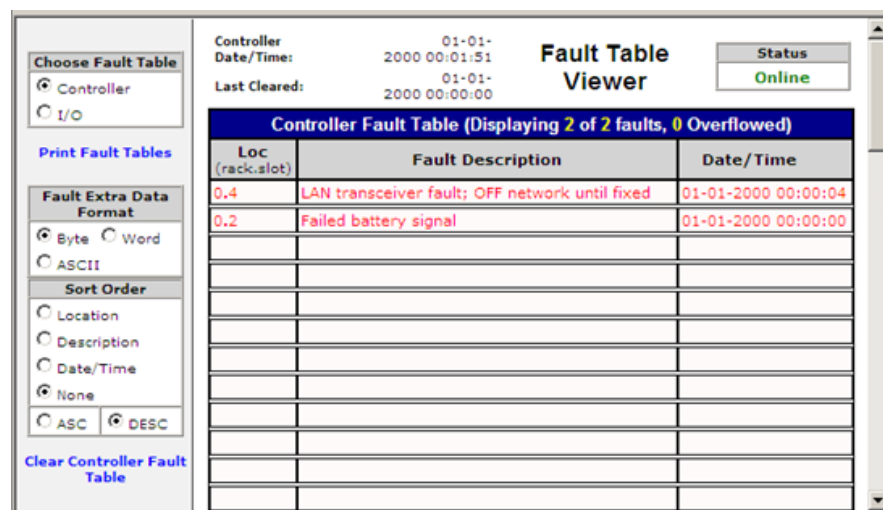 Choose Fault Table
Controller
I/O
Print Fault Tables
Fault Extra Data
Format
Byte Word
ASCII
Sort Order
Location
Description
Date/Time
None
ASC DESC
Clear Controller Fault
Table
Controller
Date/Time:
01-01-
2000 00:01:51
Last Cleared:
01-01-
2000 00:00:00
Fault Table
Viewer
Status
Online
Controller Fault Table (Displaying 2 of 2 faults, 0 Overflowed)
Loc
(rack.slot)
Fault Description
Date/Time
0.4 LAN transceiver fault; OFF network until fixed 01-01-2000 00:00:04
0.2 Failed battery signal 01-01-2000 00:00:00